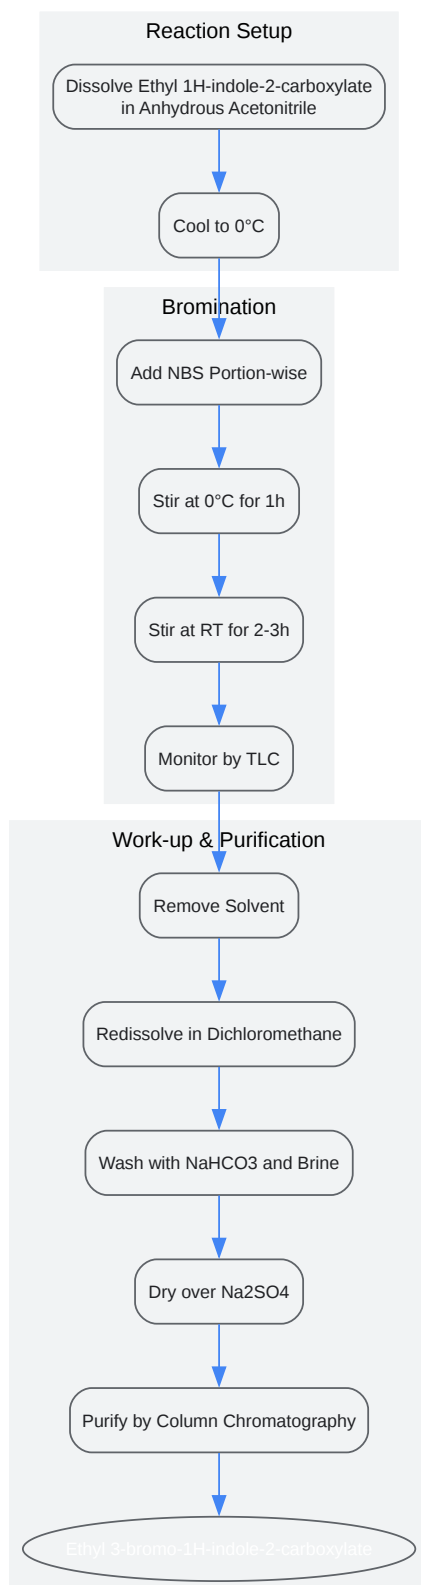 Reaction Setup
Dissolve Ethyl 1H-indole-2-carboxylate
in Anhydrous Acetonitrile
Cool to 0°C
Bromination
Add NBS Portion-wise
Stir at 0°C for 1h
Stir at RT for 2-3h
Monitor by TLC
Work-up & Purification
Remove Solvent
Redissolve in Dichloromethane
Wash with NaHCO3 and Brine
Dry over Na2SO4
Purify by Column Chromatography
Ethyl 3-bromo-1H-indole-2-carboxylate